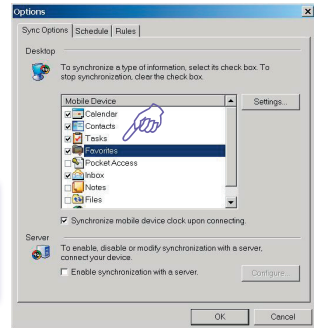 Options
Sync Options Schedule Rules
Desktop
To synchronize a type of information, select its check box. To
stop synchronization, clear the check box.
Mobile Device
Settings...
Calendar
Contacts
Tasks
Favorites
Pocket Access
Inbox
Notes
Files
Synchronize mobile device clock upon connecting.
Server
To enable, disable or modify synchronization with a server,
connect your device.
Enable synchronization with a server.
Configure...
OK Cancel